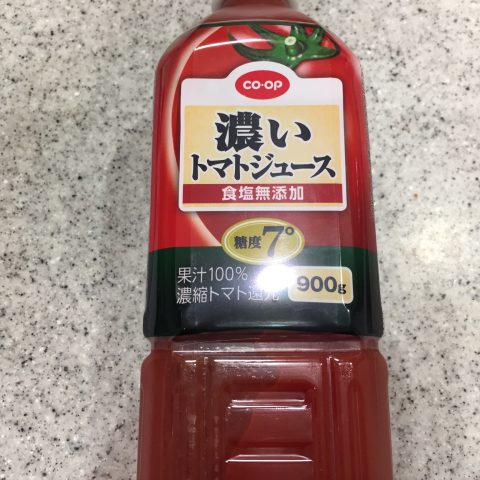 CO·OP
濃い
トマトジュース
食塩無添加
糖度7°
果汁100%
濃縮トマト還元
900g